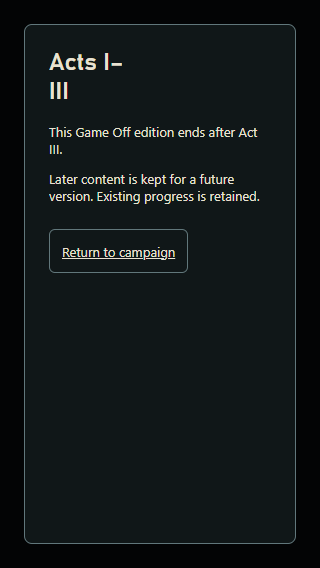 Acts I–
III
This Game Off edition ends after Act
III.
Later content is kept for a future
version. Existing progress is retained.
Return to campaign